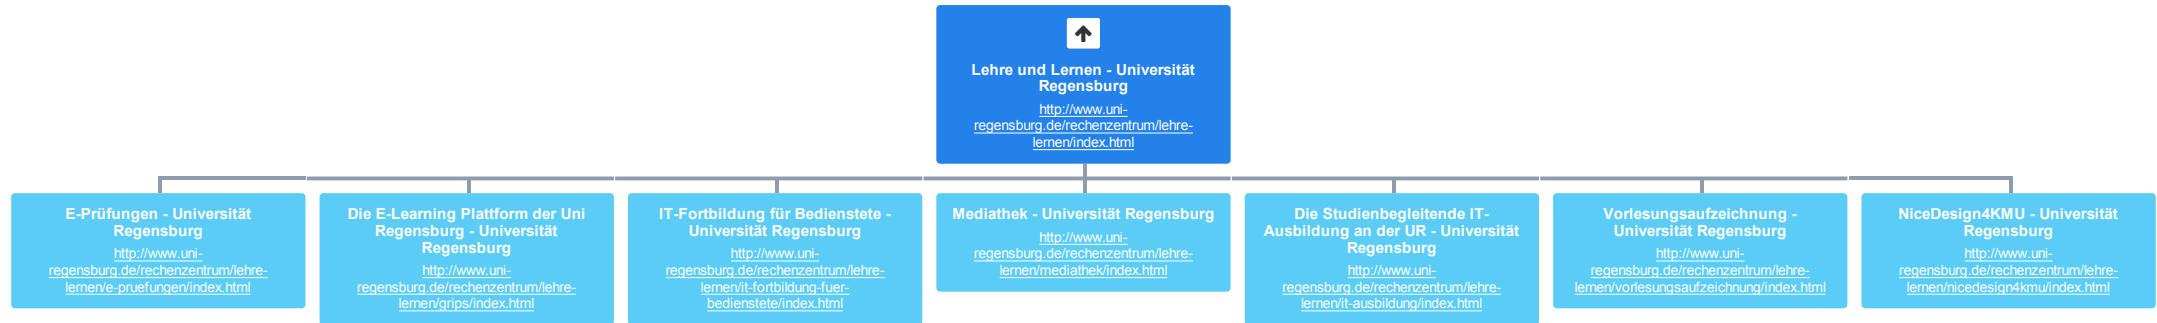 Lehre und Lernen - Universität
Regensburg
http://www.uni-
regensburg.de/rechenzentrum/lehre-
lernen/index.html
E-Prüfungen - Universität
Regensburg
http://www.uni-
regensburg.de/rechenzentrum/lehre-
lernen/e-pruefungen/index.html
Die E-Learning Plattform der Uni
Regensburg - Universität
Regensburg
http://www.uni-
regensburg.de/rechenzentrum/lehre-
lernen/grips/index.html
IT-Fortbildung für Bedienstete -
Universität Regensburg
http://www.uni-
regensburg.de/rechenzentrum/lehre-
lernen/it-fortbildung-fuer-
bedienstete/index.html
Mediathek - Universität Regensburg
http://www.uni-
regensburg.de/rechenzentrum/lehre-
lernen/mediathek/index.html
Die Studienbegleitende IT-
Ausbildung an der UR - Universität
Regensburg
http://www.uni-
regensburg.de/rechenzentrum/lehre-
lernen/it-ausbildung/index.html
Vorlesungsaufzeichnung -
Universität Regensburg
http://www.uni-
regensburg.de/rechenzentrum/lehre-
lernen/vorlesungsaufzeichnung/index.html
NiceDesign4KMU - Universität
Regensburg
http://www.uni-
regensburg.de/rechenzentrum/lehre-
lernen/nicedesign4kmu/index.html